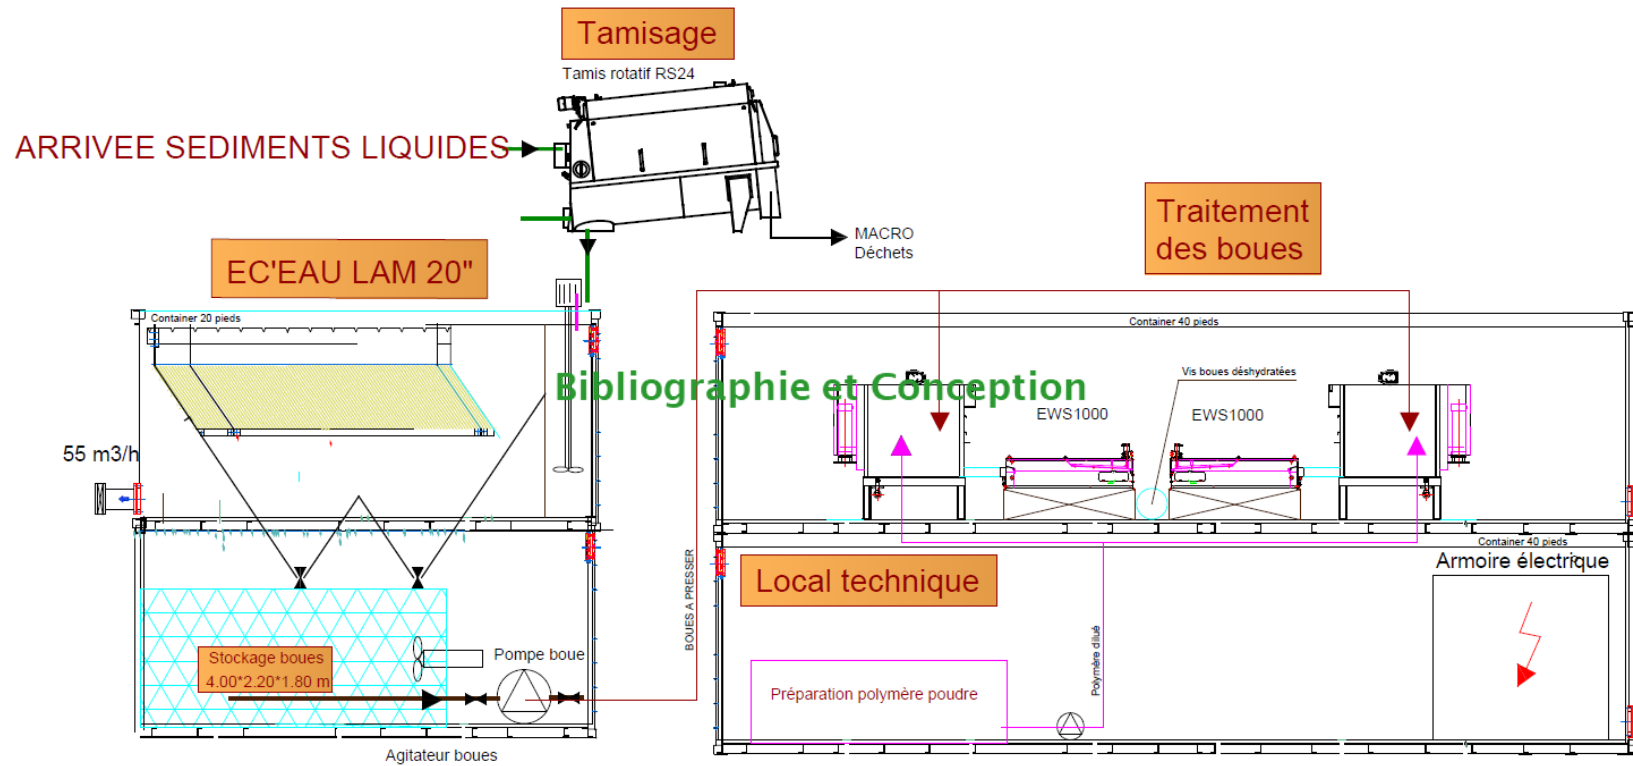 Tamisage
Tamis rotatif RS24
ARRIVEE SEDIMENTS LIQUIDES
MACRO
Déchets
Traitement
des boues
EC'EAU LAM 20"
Container 20 pieds
Container 40 pieds
Bibliographie et Conception
Vis boues déshydratées
EWS1000
EWS1000
55 m3/h
Container 40 pieds
Armoire électrique
Local technique
BOUES A PRESSER
Polymère dilué
Stockage boues
4.00*2.20*1.80 m
Pompe boue
Préparation polymère poudre
Agitateur boues